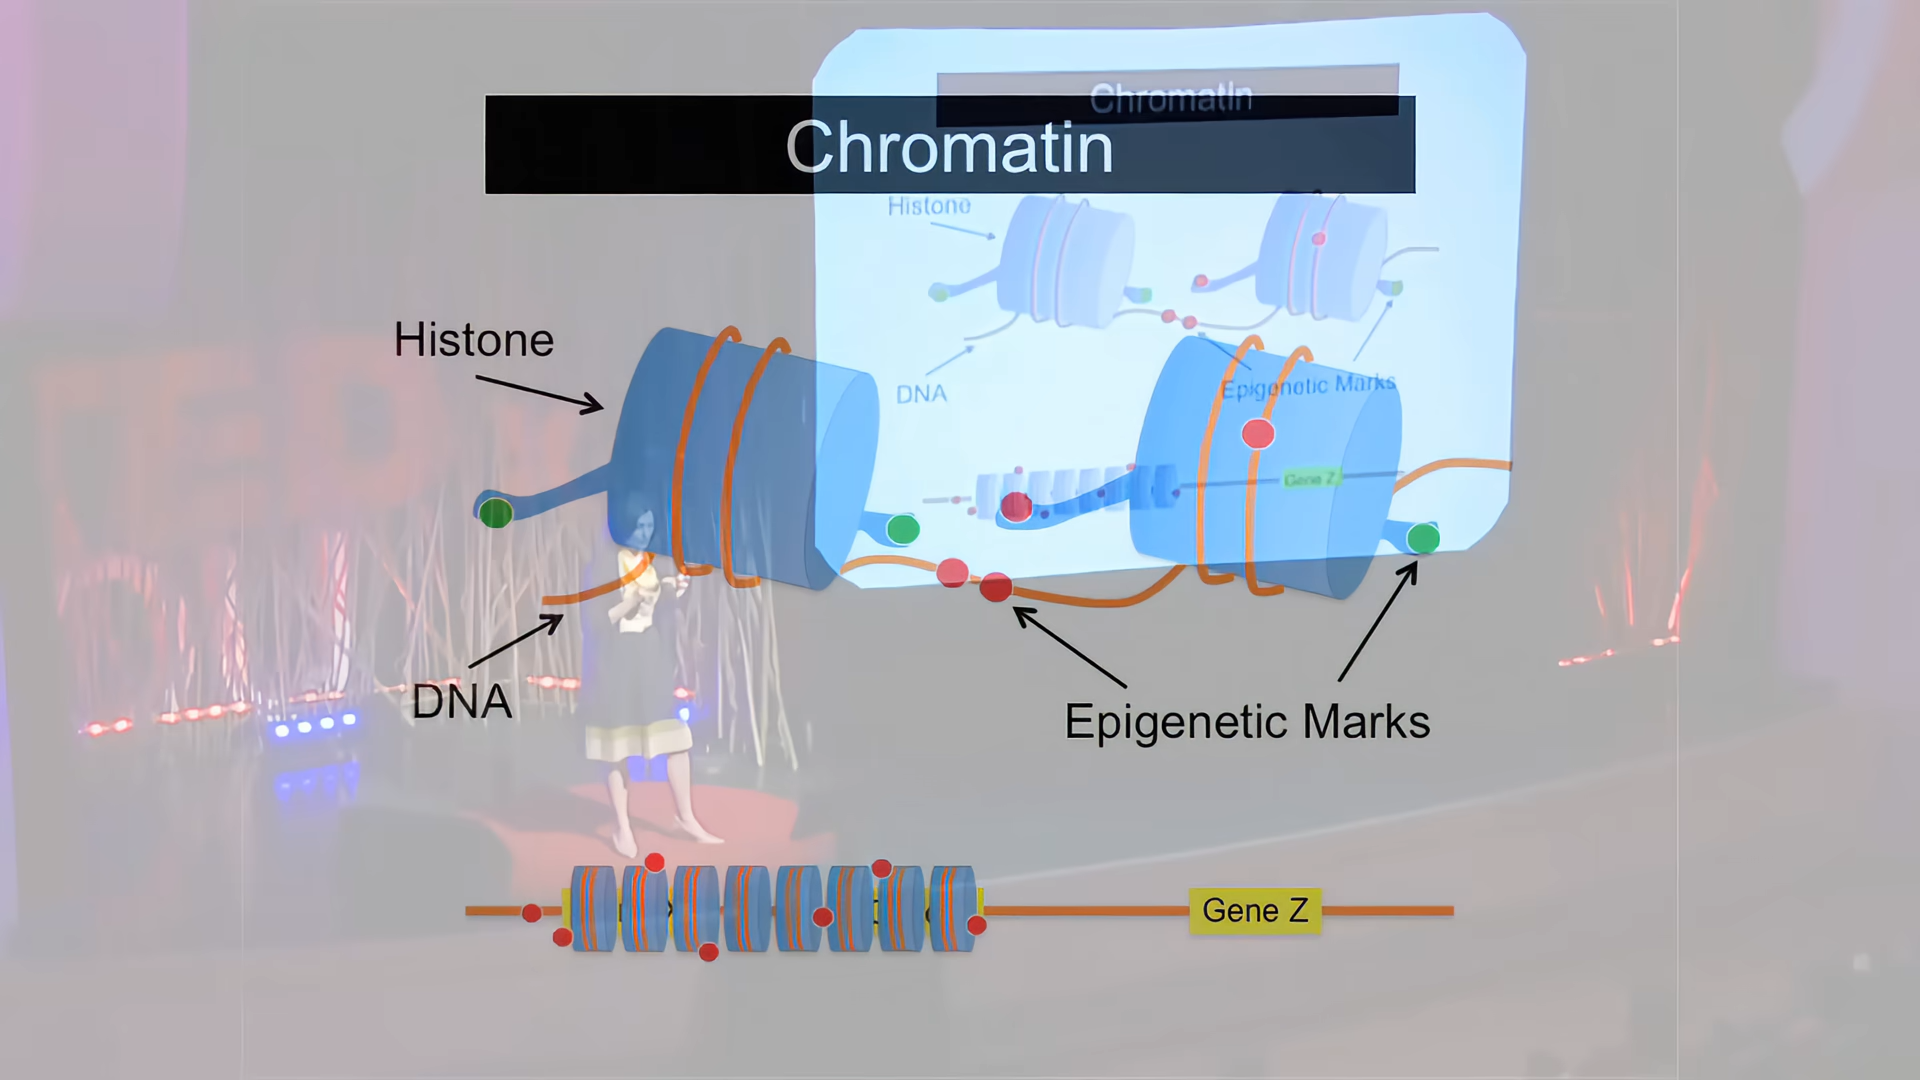 Chromatin
Chromatin
Histone
Histone
DNA
Epigenetic Marks
Gene Z
DNA
Epigenetic Marks
Gene Z